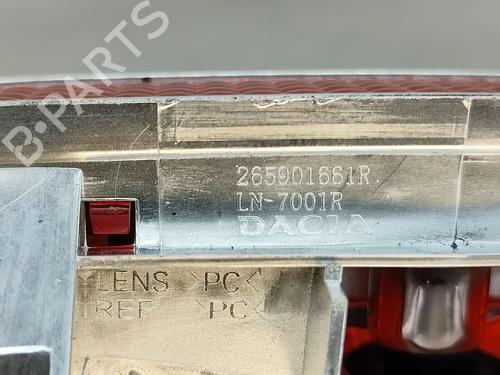 B-PARTS
265901661R
LN-7001R
DACIA
LENS >PC<
REF >PC<